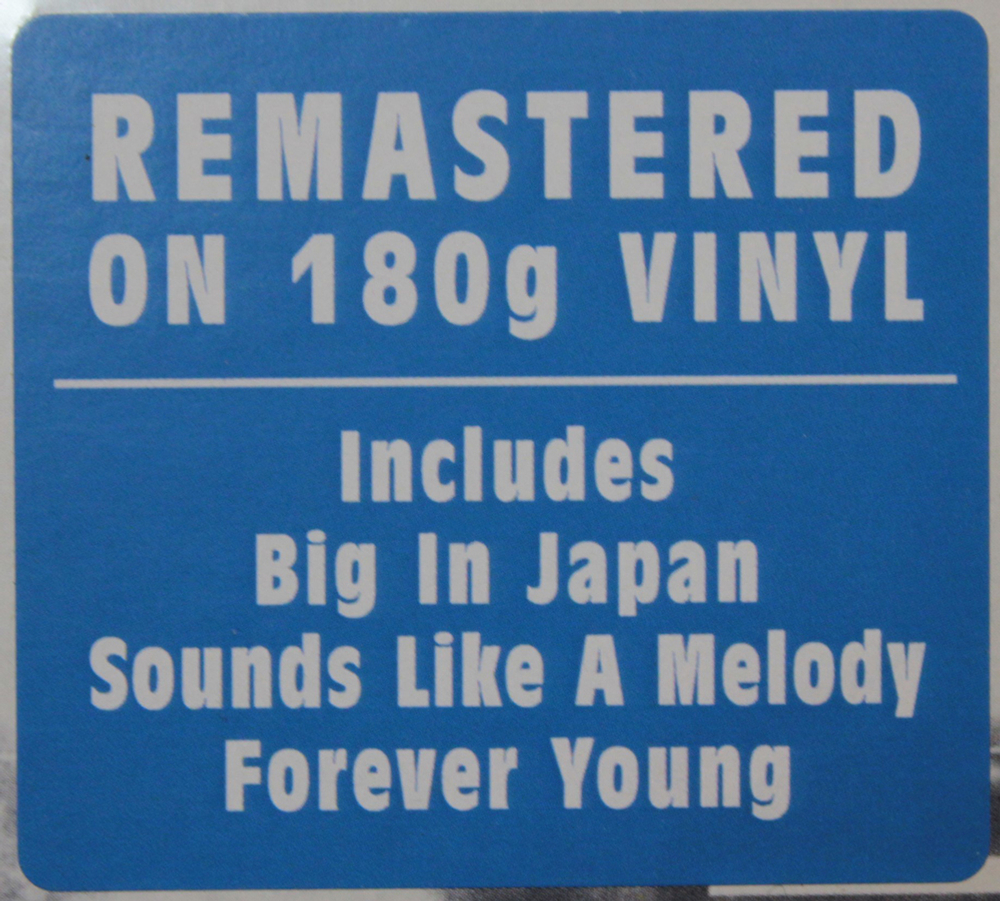 REMASTERED
ON 180g VINYL
Includes
Big In Japan
Sounds Like A Melody
Forever Young